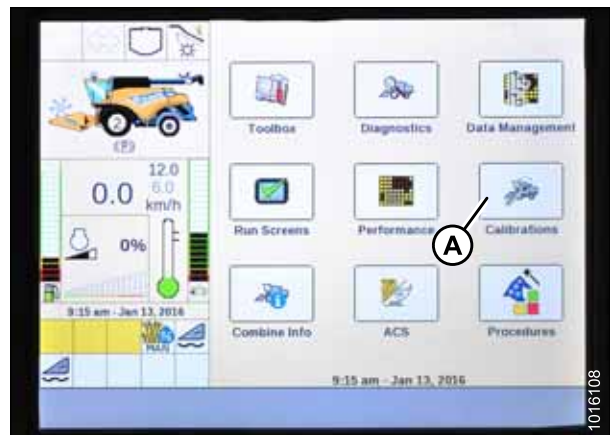 2
(P)
12.0
0.0
6.0
km/h
0%
9:15 am - Jan 13, 2016
MAN
Toolbox
Diagnostics
Data Management
Run Screens
Performance
Calibrations
A
Combine Info
ACS
Procedures
9:15 am - Jan 13, 2016
1016108